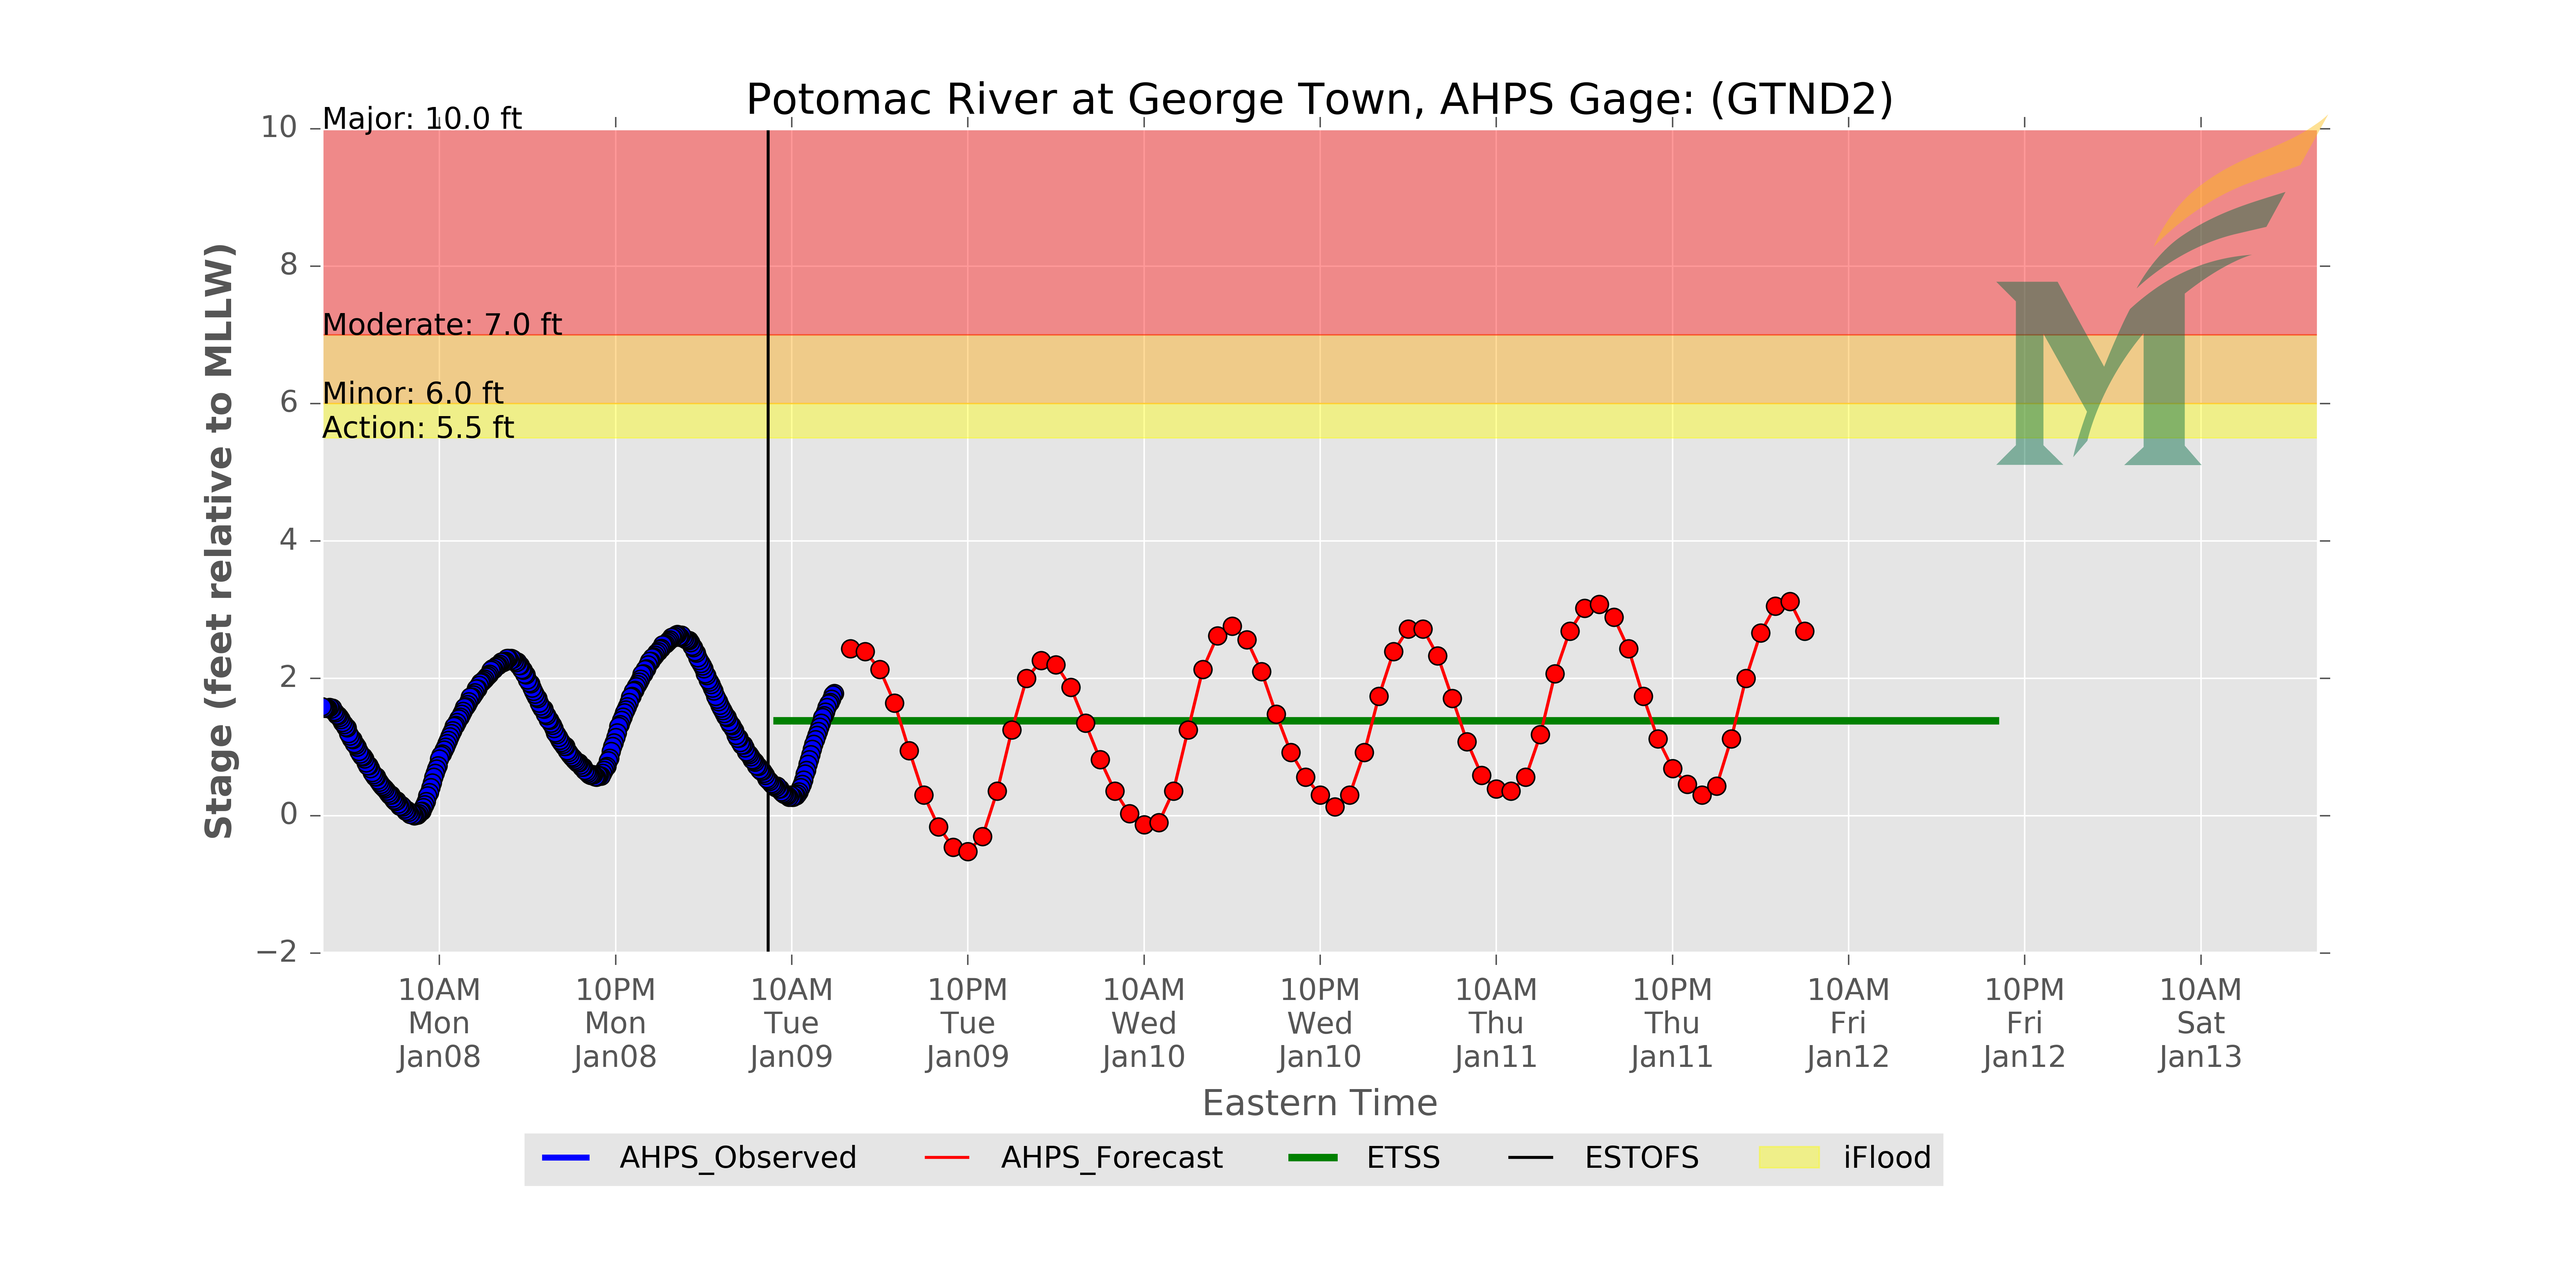 Potomac River at George Town, AHPS Gage: (GTND2)
Stage (feet relative to MLLW)
10
8
6
4
2
0
−2
Major: 10.0 ft
Moderate: 7.0 ft
Minor: 6.0 ft
Action: 5.5 ft
M
10AM
Mon
Jan08
10PM
Mon
Jan08
10AM
Tue
Jan09
10PM
Tue
Jan09
10AM
Wed
Jan10
10PM
Wed
Jan10
10AM
Thu
Jan11
10PM
Thu
Jan11
10AM
Fri
Jan12
10PM
Fri
Jan12
10AM
Sat
Jan13
Eastern Time
AHPS_Observed AHPS_Forecast ETSS ESTOFS iFlood